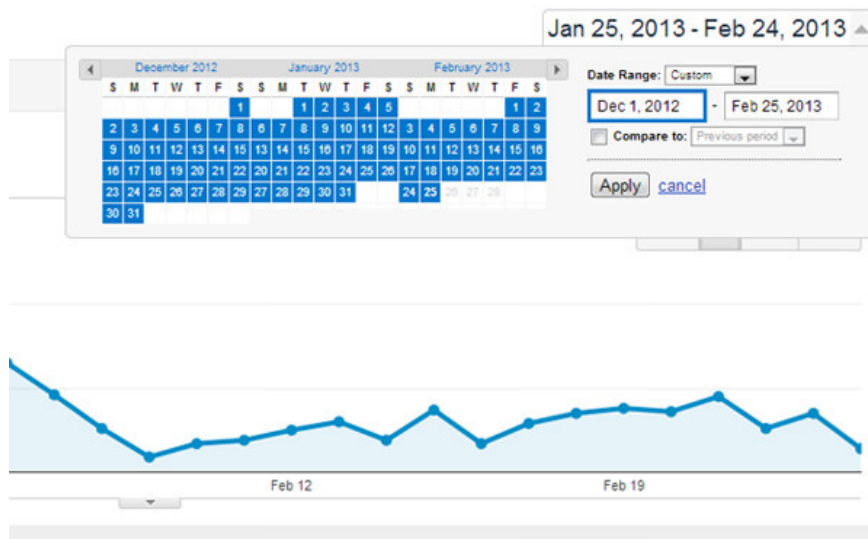 Jan 25, 2013 - Feb 24, 2013
December 2012 January 2013 February 2013
S M T W T F S S M T W T F S S M T W T F S
1 1 2 3 4 5 1 2
2 3 4 5 6 7 8 6 7 8 9 10 11 12 3 4 5 6 7 8 9
9 10 11 12 13 14 15 13 14 15 16 17 18 19 10 11 12 13 14 15 16
16 17 18 19 20 21 22 20 21 22 23 24 25 26 17 18 19 20 21 22 23
23 24 25 26 27 28 29 27 28 29 30 31 24 25 26 27 28
30 31
Date Range: Custom
Dec 1, 2012 - Feb 25, 2013
Compare to: Previous period
Apply cancel
Feb 12 Feb 19